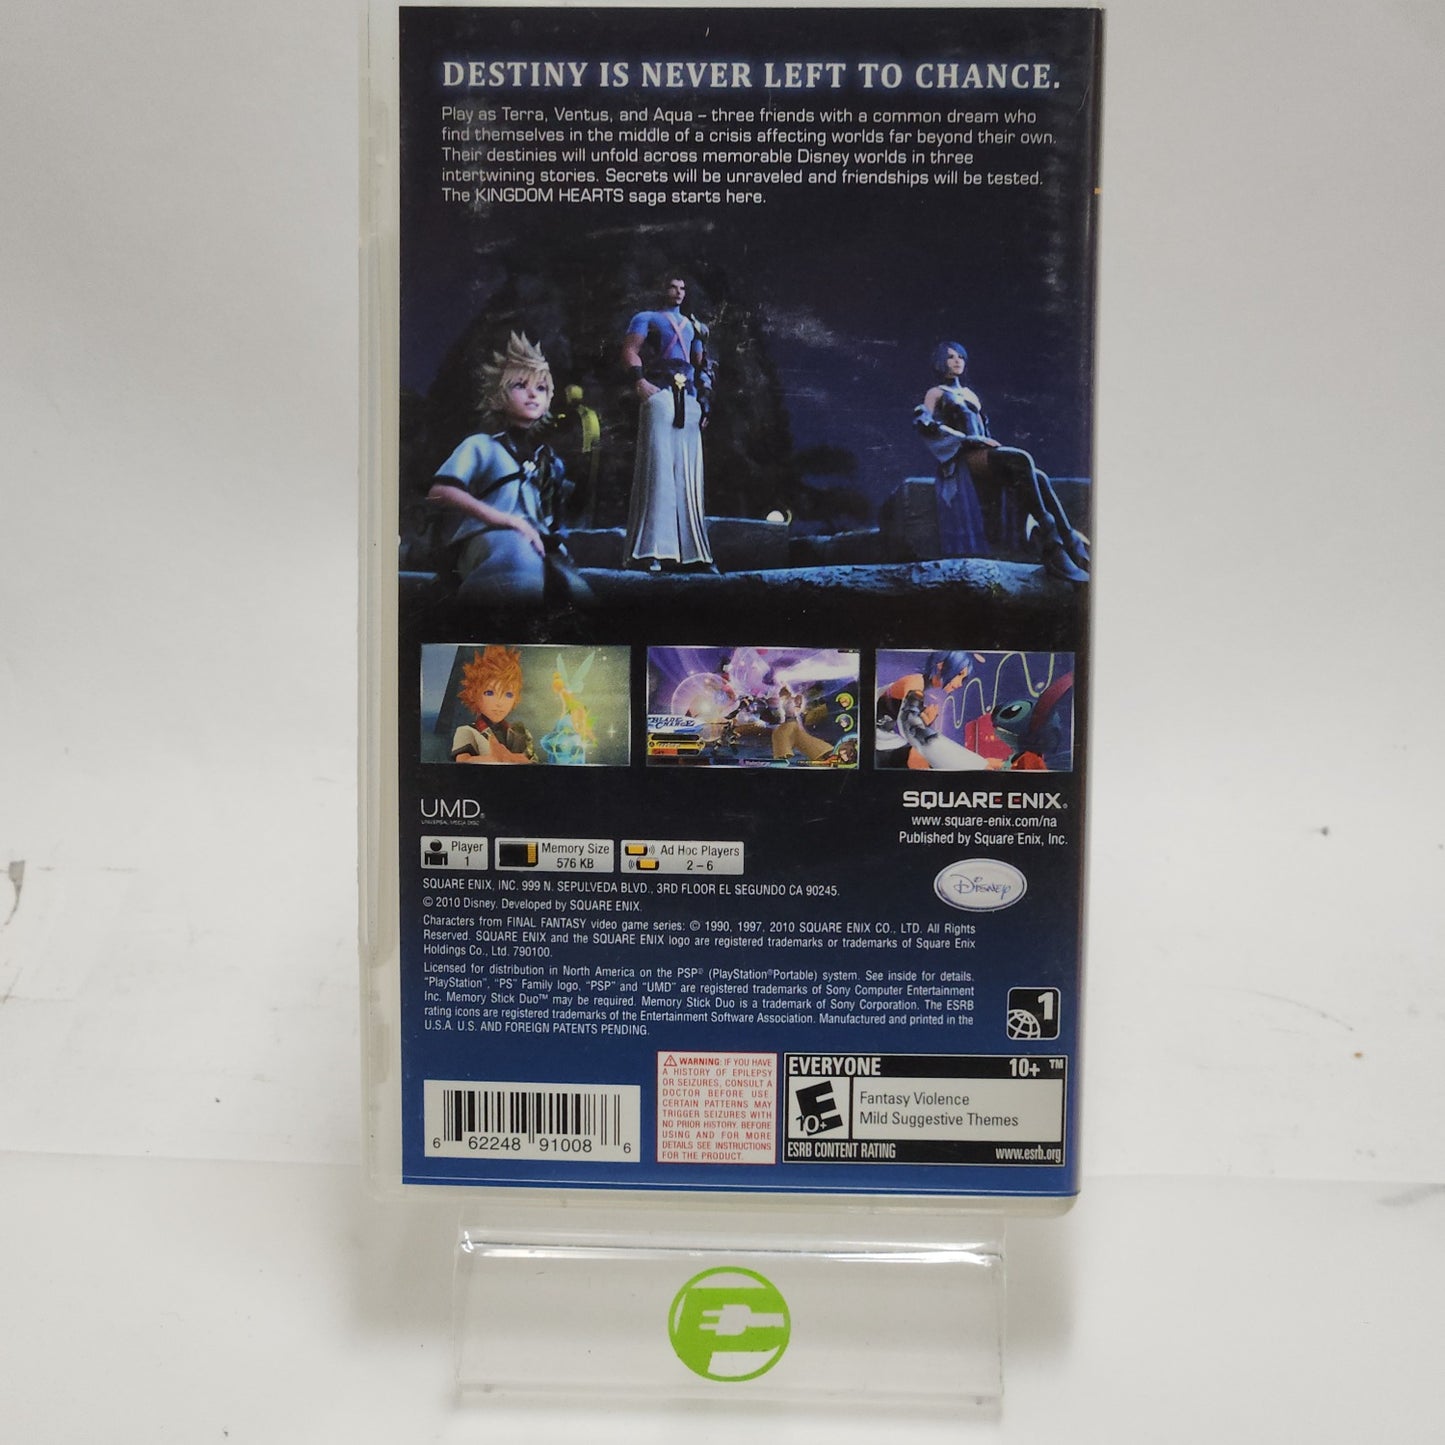 DESTINY IS NEVER LEFT TO CHANCE.
Play as Terra, Ventus, and Aqua – three friends with a common dream who
find themselves in the middle of a crisis affecting worlds far beyond their own.
Their destinies will unfold across memorable Disney worlds in three
intertwining stories. Secrets will be unraveled and friendships will be tested.
The KINGDOM HEARTS saga starts here.
BLADE
CHARGE
UMD®
UNIVERSAL MEDIA DISC
SQUARE ENIX®
www.square-enix.com/na
Published by Square Enix, Inc.
Player
1
Memory Size
576 KB
Ad Hoc Players
2 – 6
Disney
SQUARE ENIX, INC. 999 N. SEPULVEDA BLVD., 3RD FLOOR EL SEGUNDO CA 90245.
© 2010 Disney. Developed by SQUARE ENIX.
Characters from FINAL FANTASY video game series: © 1990, 1997, 2010 SQUARE ENIX CO., LTD. All Rights
Reserved. SQUARE ENIX and the SQUARE ENIX logo are registered trademarks or trademarks of Square Enix
Holdings Co., Ltd. 790100.
Licensed for distribution in North America on the PSP® (PlayStation®Portable) system. See inside for details.
"PlayStation", "PS" Family logo, "PSP" and "UMD" are registered trademarks of Sony Computer Entertainment
Inc. Memory Stick Duo™ may be required. Memory Stick Duo is a trademark of Sony Corporation. The ESRB
rating icons are registered trademarks of the Entertainment Software Association. Manufactured and printed in the
U.S.A. U.S. AND FOREIGN PATENTS PENDING.
1
WARNING: IF YOU HAVE
A HISTORY OF EPILEPSY
OR SEIZURES, CONSULT A
DOCTOR BEFORE USE.
CERTAIN PATTERNS MAY
TRIGGER SEIZURES WITH
NO PRIOR HISTORY. BEFORE
USING AND FOR MORE
DETAILS SEE INSTRUCTIONS
FOR THE PRODUCT.
EVERYONE 10+ ™
E
10+
Fantasy Violence
Mild Suggestive Themes
ESRB CONTENT RATING www.esrb.org
6 62248 91008 6